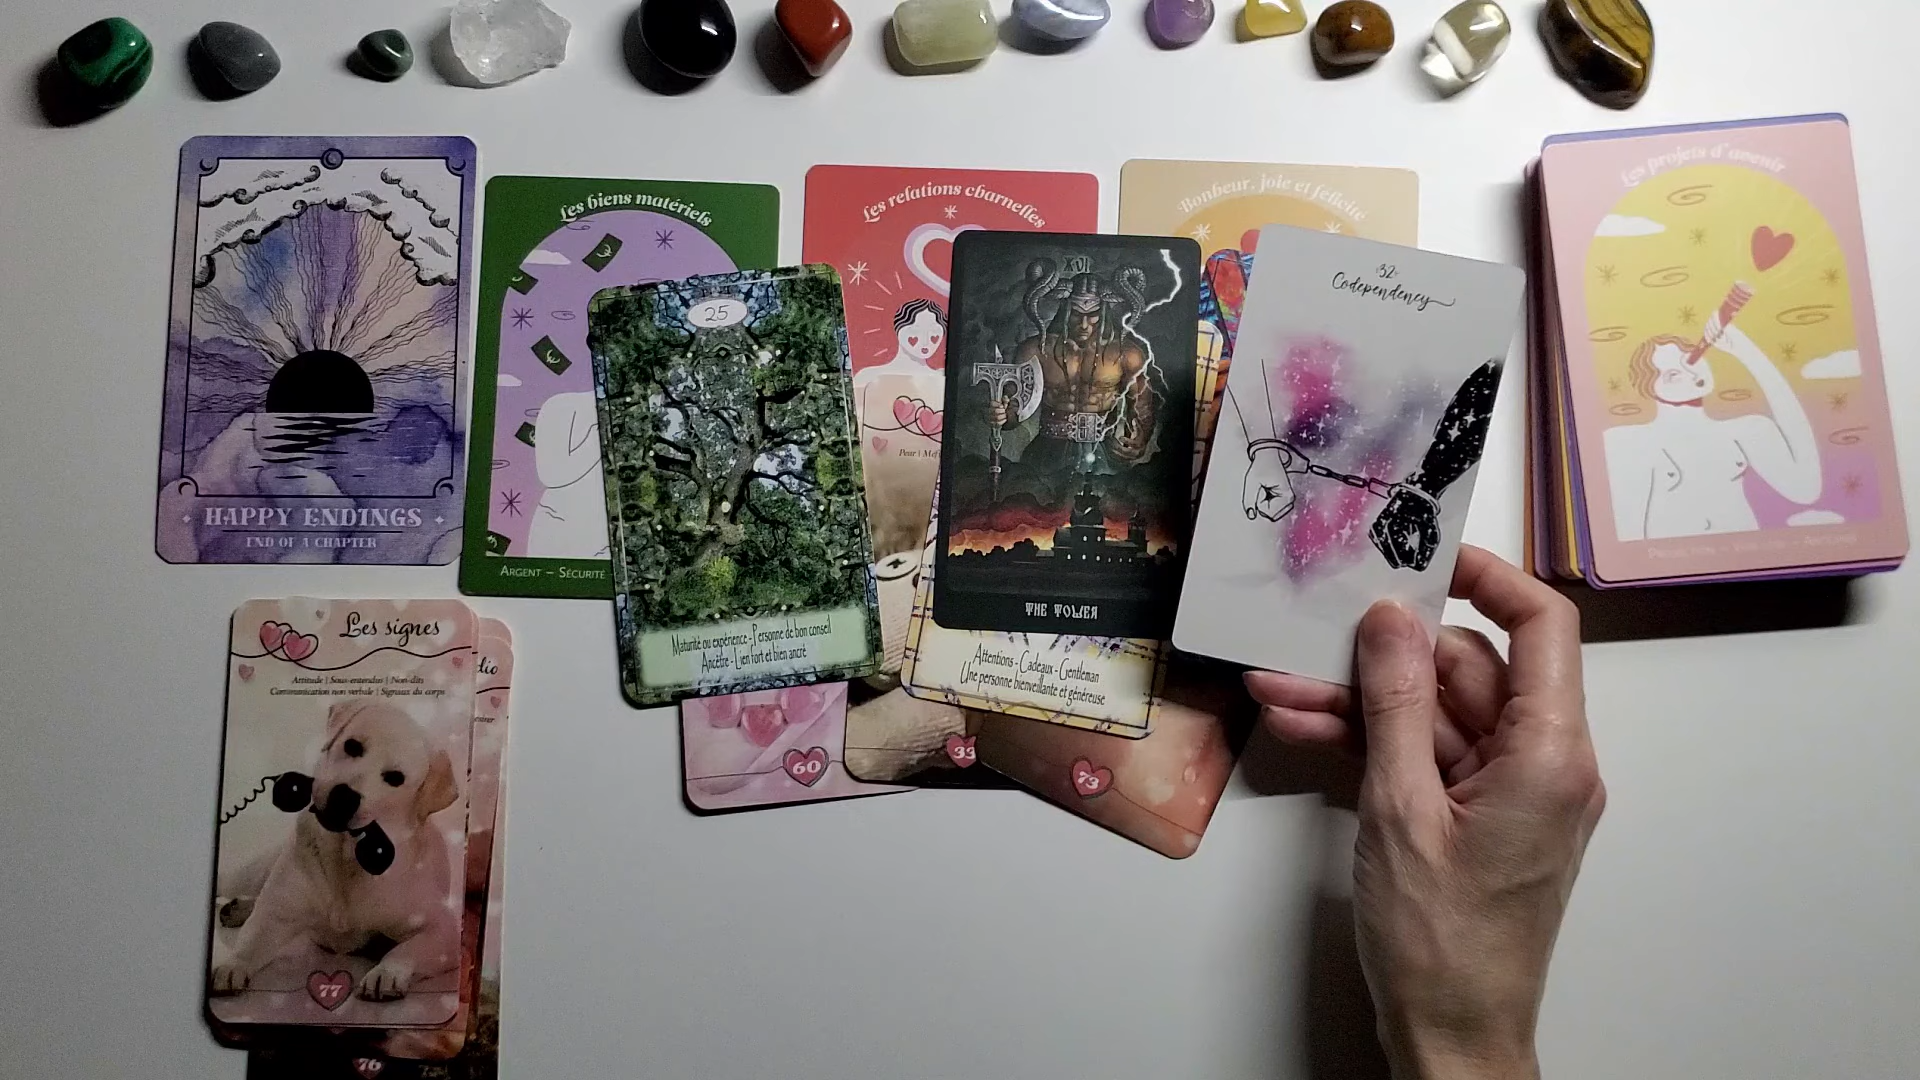 HAPPY ENDINGS
END OF A CHAPTER
Les biens matériels
ARGENT – SÉCURITÉ
25
Maturité ou expérience - Personne de bon conseil
Ancêtre - Lien fort et bien ancré
Les relations charnelles
Peur | Méf
XVI
THE TOWER
Attentions - Cadeaux - Gentleman
Une personne bienveillante et généreuse
Bonheur, joie et félicité
32
Codependency
Les projets d'avenir
60
33
73
Les signes
Attitude | Sous-entendus | Non-dits
Communication non verbale | Signaux du corps
77
dio
76